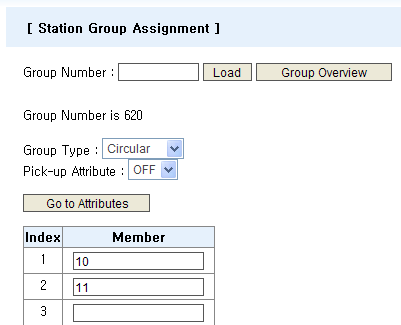 [ Station Group Assignment ]
Group Number : Load Group Overview
Group Number is 620
Group Type : Circular
Pick-up Attribute : OFF
Go to Attributes
Index Member
1 10
2 11
3